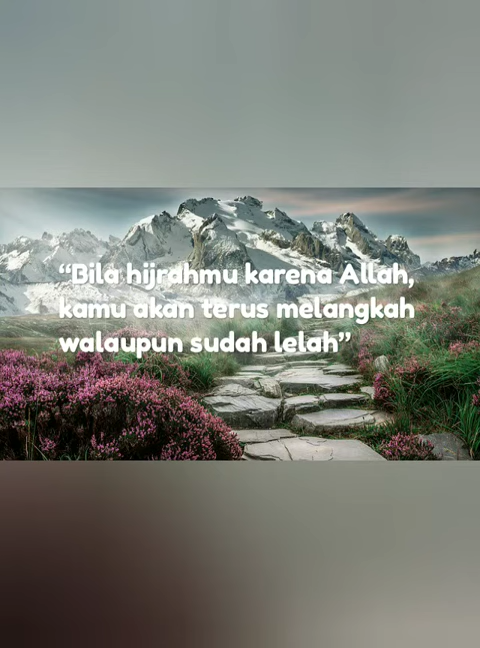 “Bila hijrahmu karena Allah,
kamu akan terus melangkah
walaupun sudah lelah”